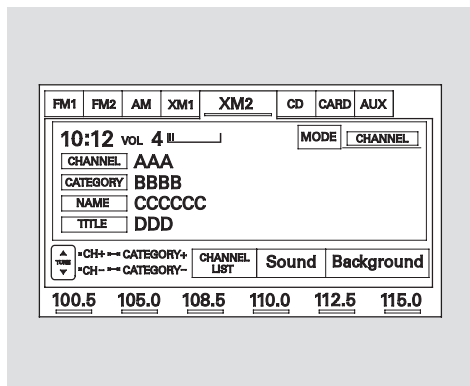 FM1 FM2 AM XM1 XM2 CD CARD AUX
10:12 VOL 4 MODE CHANNEL
CHANNEL AAA
CATEGORY BBBB
NAME CCCCCC
TITLE DDD
TUNE CH+ CATEGORY+ CHANNEL LIST Sound Background
CH- CATEGORY-
100.5 105.0 108.5 110.0 112.5 115.0